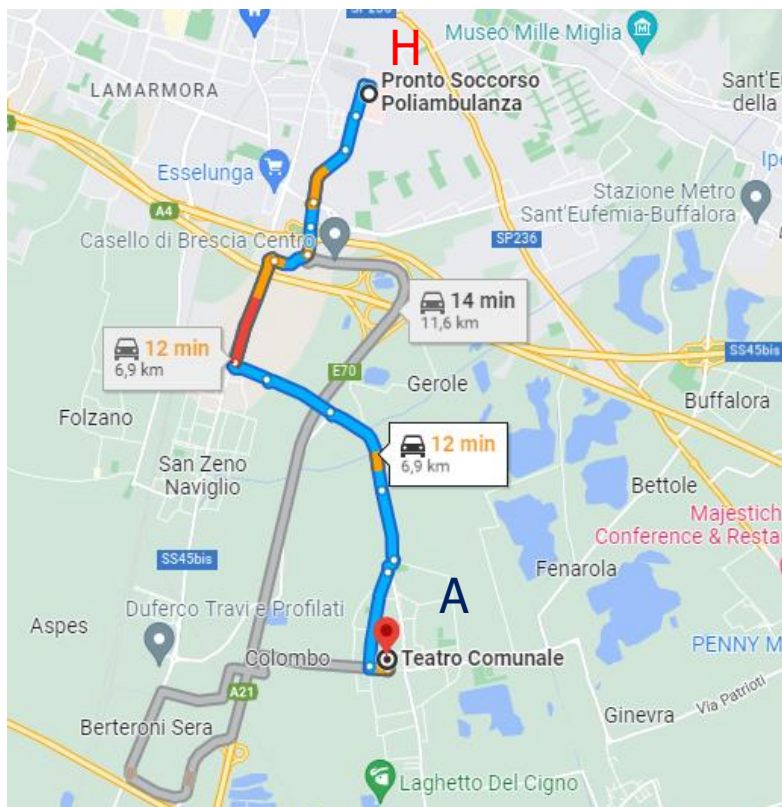 SP236
Museo Mille Miglia
H
Pronto Soccorso
Poliambulanza
LAMARMORA
Sant'Eu
della
Esselunga
Ipe
Stazione Metro
Sant'Eufemia-Buffalora
A4
Casello di Brescia Centro
SP236
14 min
11,6 km
12 min
6,9 km
SS45bis
E70
Gerole
Buffalora
Folzano
12 min
6,9 km
San Zeno
Naviglio
Bettole
Majestich
Conference & Resta
SS45bis
Fenarola
A
Duferco Travi e Profilati
Aspes
PENNY M
Colombo
Teatro Comunale
A21
Via Patrioti
Ginevra
Berteroni Sera
Laghetto Del Cigno